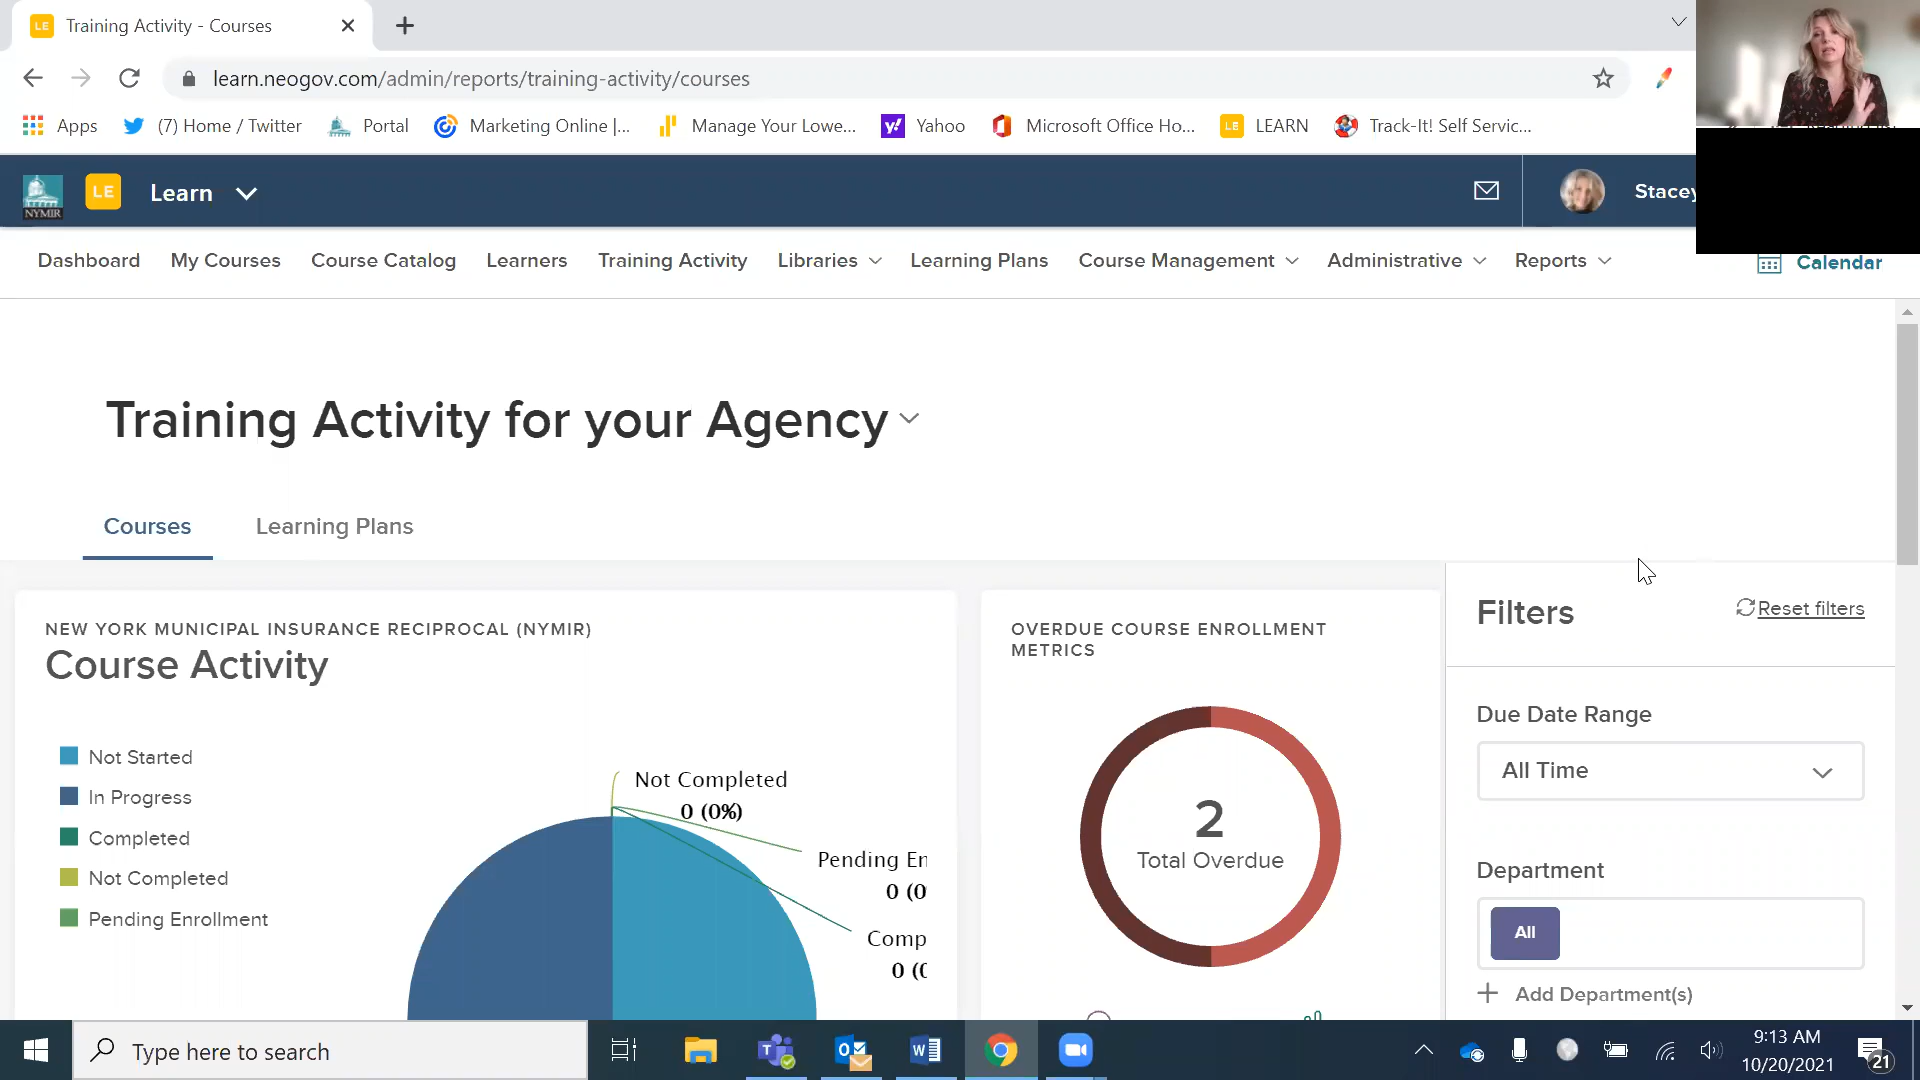 LE Training Activity - Courses
learn.neogov.com/admin/reports/training-activity/courses
Apps (7) Home / Twitter Portal Marketing Online |... Manage Your Lowe... Yahoo Microsoft Office Ho... LE LEARN Track-It! Self Servic...
NYMIR LE Learn Stacey
Dashboard My Courses Course Catalog Learners Training Activity Libraries Learning Plans Course Management Administrative Reports Calendar
Training Activity for your Agency
Courses Learning Plans
NEW YORK MUNICIPAL INSURANCE RECIPROCAL (NYMIR)
Course Activity
Not Started
In Progress
Completed
Not Completed
Pending Enrollment
Not Completed
0 (0%)
Pending En
0 (0
Comp
0 (0
OVERDUE COURSE ENROLLMENT
METRICS
2
Total Overdue
Filters Reset filters
Due Date Range
All Time
Department
All
+ Add Department(s)
Type here to search
9:13 AM
10/20/2021
21